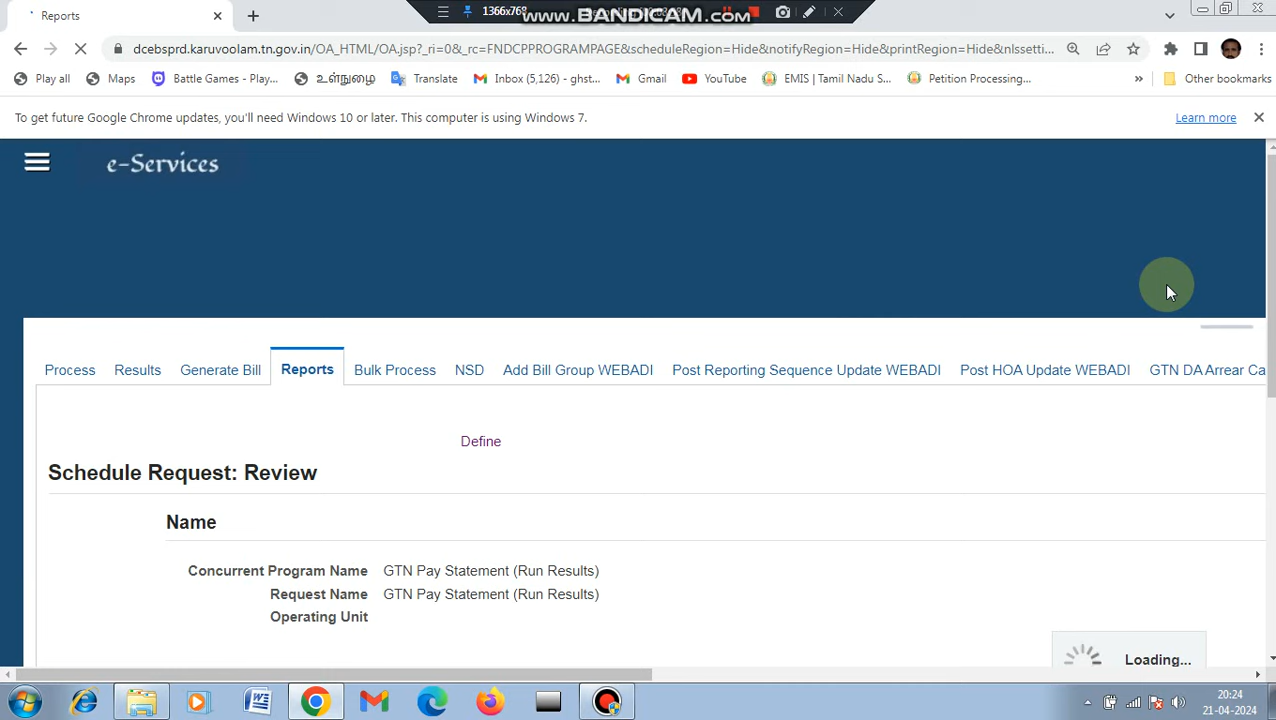 Reports
1366x768
www.BANDICAM.com
dcebsprd.karuvoolam.tn.gov.in/OA_HTML/OA.jsp?_ri=0&_rc=FNDCPPROGRAMPAGE&scheduleRegion=Hide&notifyRegion=Hide&printRegion=Hide&nlssetti...
Play all Maps Battle Games - Play... உள்நுழை Translate Inbox (5,126) - ghst... Gmail YouTube EMIS | Tamil Nadu S... Petition Processing... » Other bookmarks
To get future Google Chrome updates, you'll need Windows 10 or later. This computer is using Windows 7. Learn more
e-Services
Process Results Generate Bill Reports Bulk Process NSD Add Bill Group WEBADI Post Reporting Sequence Update WEBADI Post HOA Update WEBADI GTN DA Arrear Ca
Define
Schedule Request: Review
Name
Concurrent Program Name GTN Pay Statement (Run Results)
Request Name GTN Pay Statement (Run Results)
Operating Unit
Loading...
20:24
21-04-2024